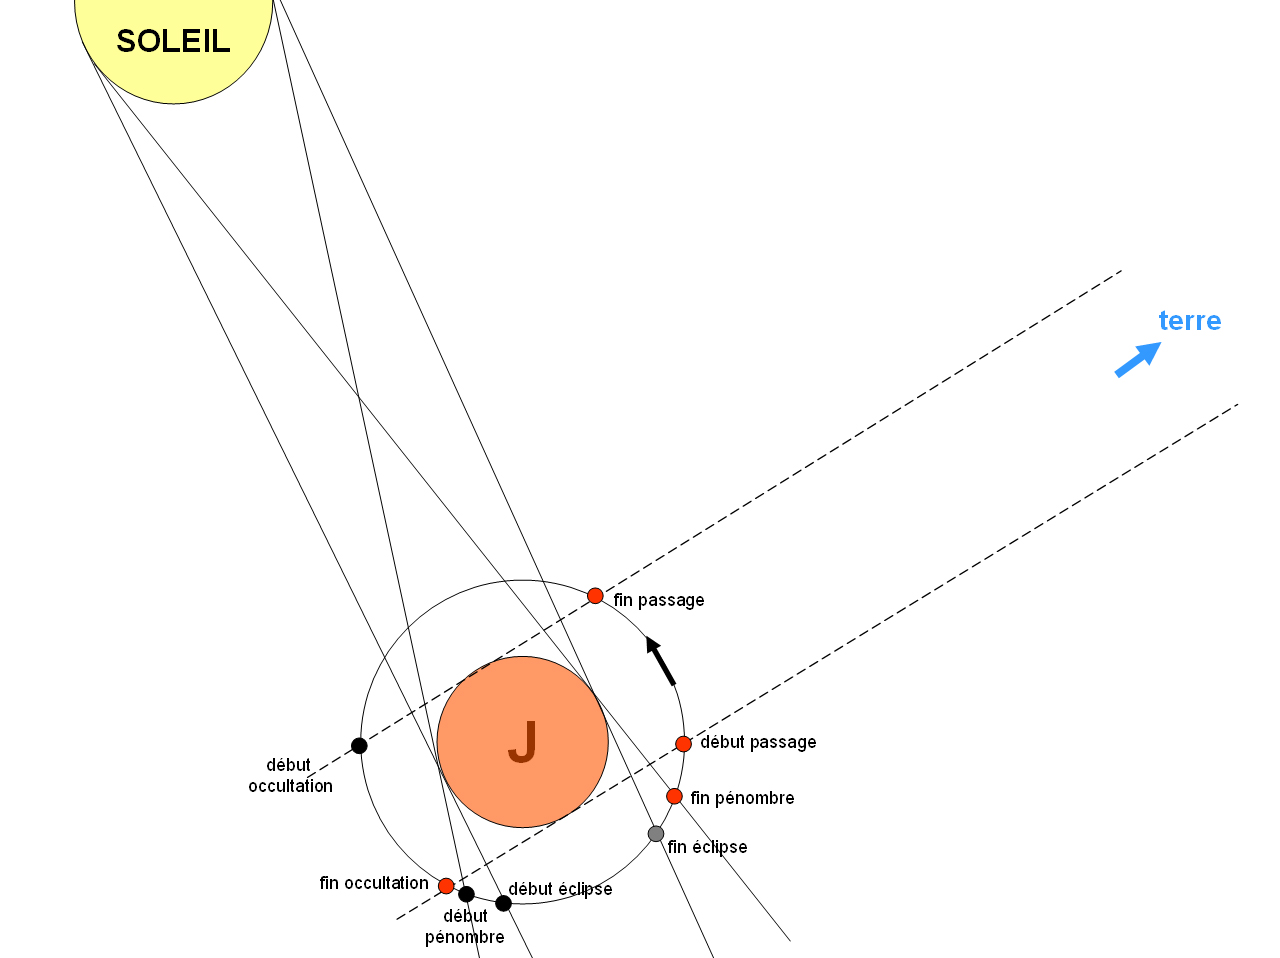 SOLEIL
terre
fin passage
J
début passage
début
occultation
fin pénombre
fin éclipse
fin occultation
début éclipse
début
pénombre